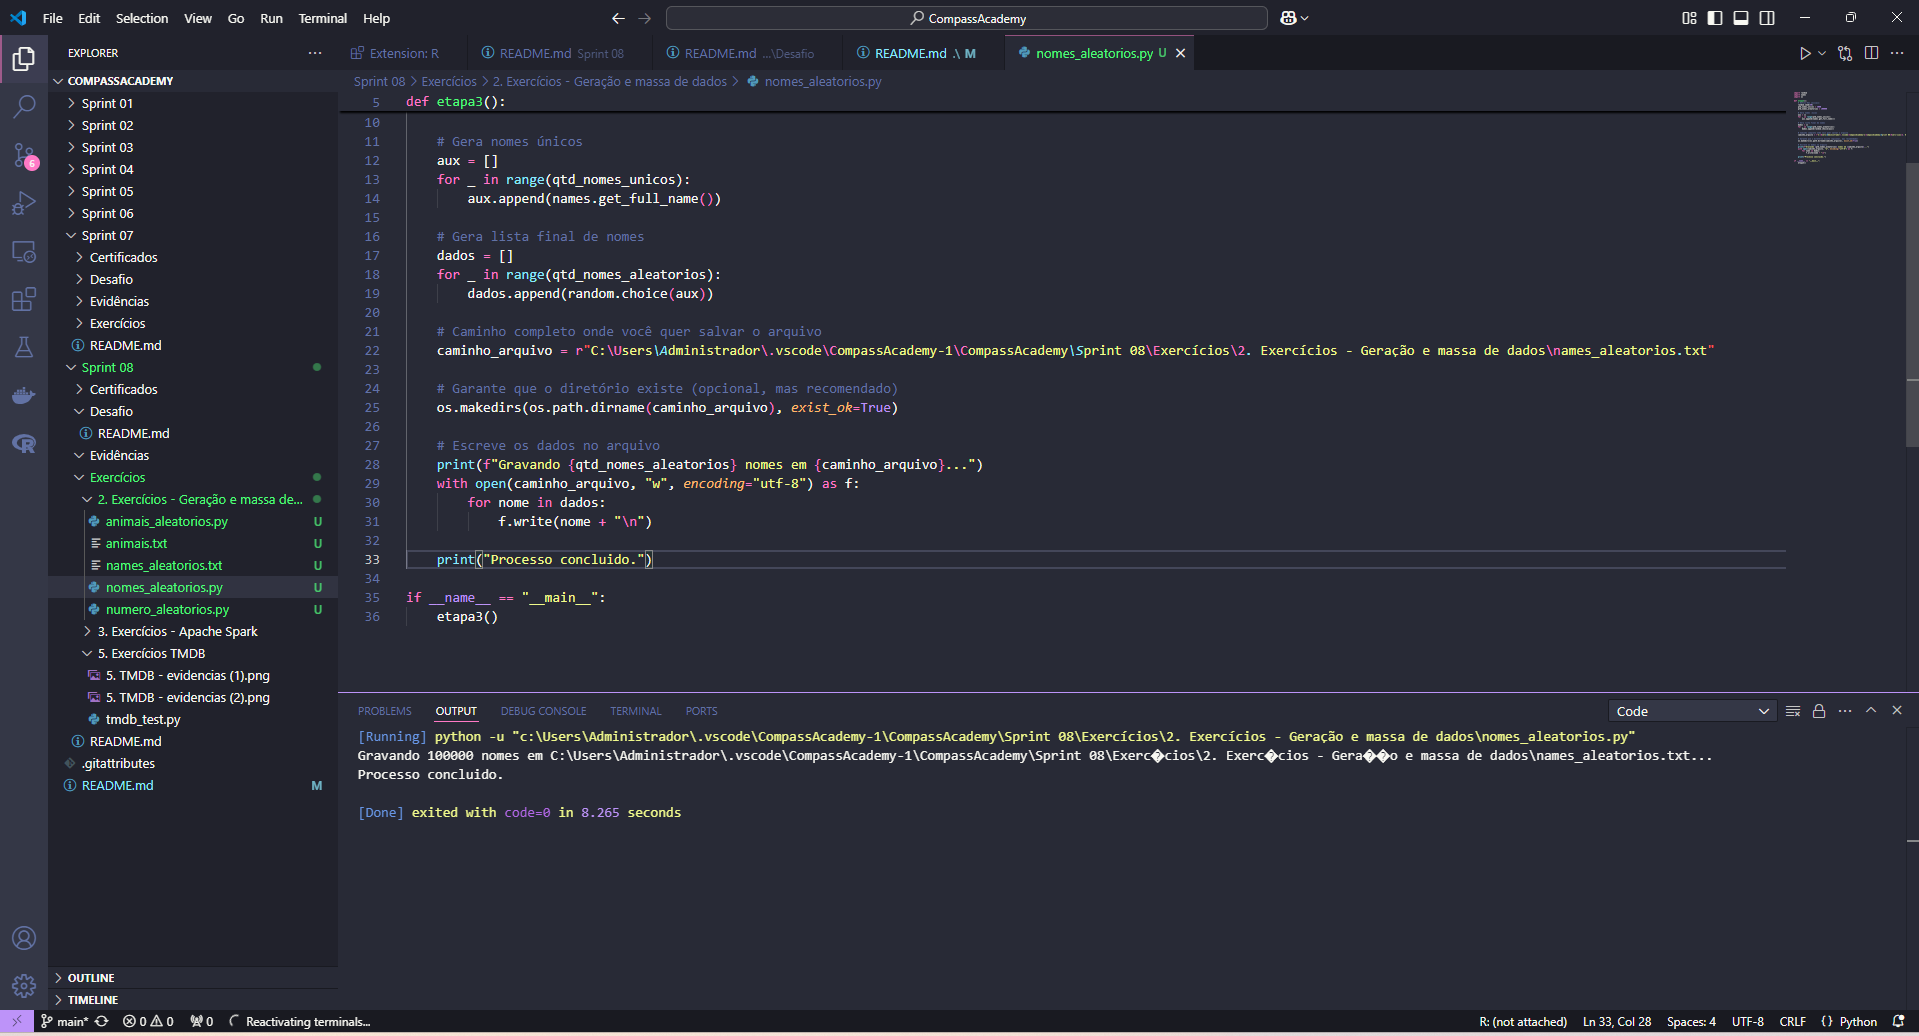 File Edit Selection View Go Run Terminal Help
CompassAcademy
EXPLORER
Extension: R
README.md Sprint 08
README.md ...\Desafio
README.md .\ M
nomes_aleatorios.py U
COMPASSACADEMY
Sprint 01
Sprint 02
Sprint 03
Sprint 04
Sprint 05
Sprint 06
Sprint 07
Certificados
Desafio
Evidências
Exercícios
README.md
Sprint 08
Certificados
Desafio
README.md
Evidências
Exercícios
2. Exercícios - Geração e massa de...
animais_aleatorios.py U
animais.txt U
names_aleatorios.txt U
nomes_aleatorios.py U
numero_aleatorios.py U
3. Exercícios - Apache Spark
5. Exercícios TMDB
5. TMDB - evidencias (1).png
5. TMDB - evidencias (2).png
tmdb_test.py
README.md
.gitattributes
README.md M
OUTLINE
TIMELINE
6
Sprint 08 > Exercícios > 2. Exercícios - Geração e massa de dados > nomes_aleatorios.py
5 def etapa3():
10
11 # Gera nomes únicos
12 aux = []
13 for _ in range(qtd_nomes_unicos):
14 aux.append(names.get_full_name())
15
16 # Gera lista final de nomes
17 dados = []
18 for _ in range(qtd_nomes_aleatorios):
19 dados.append(random.choice(aux))
20
21 # Caminho completo onde você quer salvar o arquivo
22 caminho_arquivo = r"C:\Users\Administrador\.vscode\CompassAcademy-1\CompassAcademy\Sprint 08\Exercícios\2. Exercícios - Geração e massa de dados\names_aleatorios.txt"
23
24 # Garante que o diretório existe (opcional, mas recomendado)
25 os.makedirs(os.path.dirname(caminho_arquivo), exist_ok=True)
26
27 # Escreve os dados no arquivo
28 print(f"Gravando {qtd_nomes_aleatorios} nomes em {caminho_arquivo}...")
29 with open(caminho_arquivo, "w", encoding="utf-8") as f:
30 for nome in dados:
31 f.write(nome + "\n")
32
33 print("Processo concluido.")
34
35 if __name__ == "__main__":
36 etapa3()
PROBLEMS OUTPUT DEBUG CONSOLE TERMINAL PORTS
Code
[Running] python -u "c:\Users\Administrador\.vscode\CompassAcademy-1\CompassAcademy\Sprint 08\Exercícios\2. Exercícios - Geração e massa de dados\nomes_aleatorios.py"
Gravando 100000 nomes em C:\Users\Administrador\.vscode\CompassAcademy-1\CompassAcademy\Sprint 08\Exerc�cios\2. Exerc�cios - Gera��o e massa de dados\names_aleatorios.txt...
Processo concluido.
[Done] exited with code=0 in 8.265 seconds
main* 0 0 0 Reactivating terminals...
R: (not attached) Ln 33, Col 28 Spaces: 4 UTF-8 CRLF {} Python